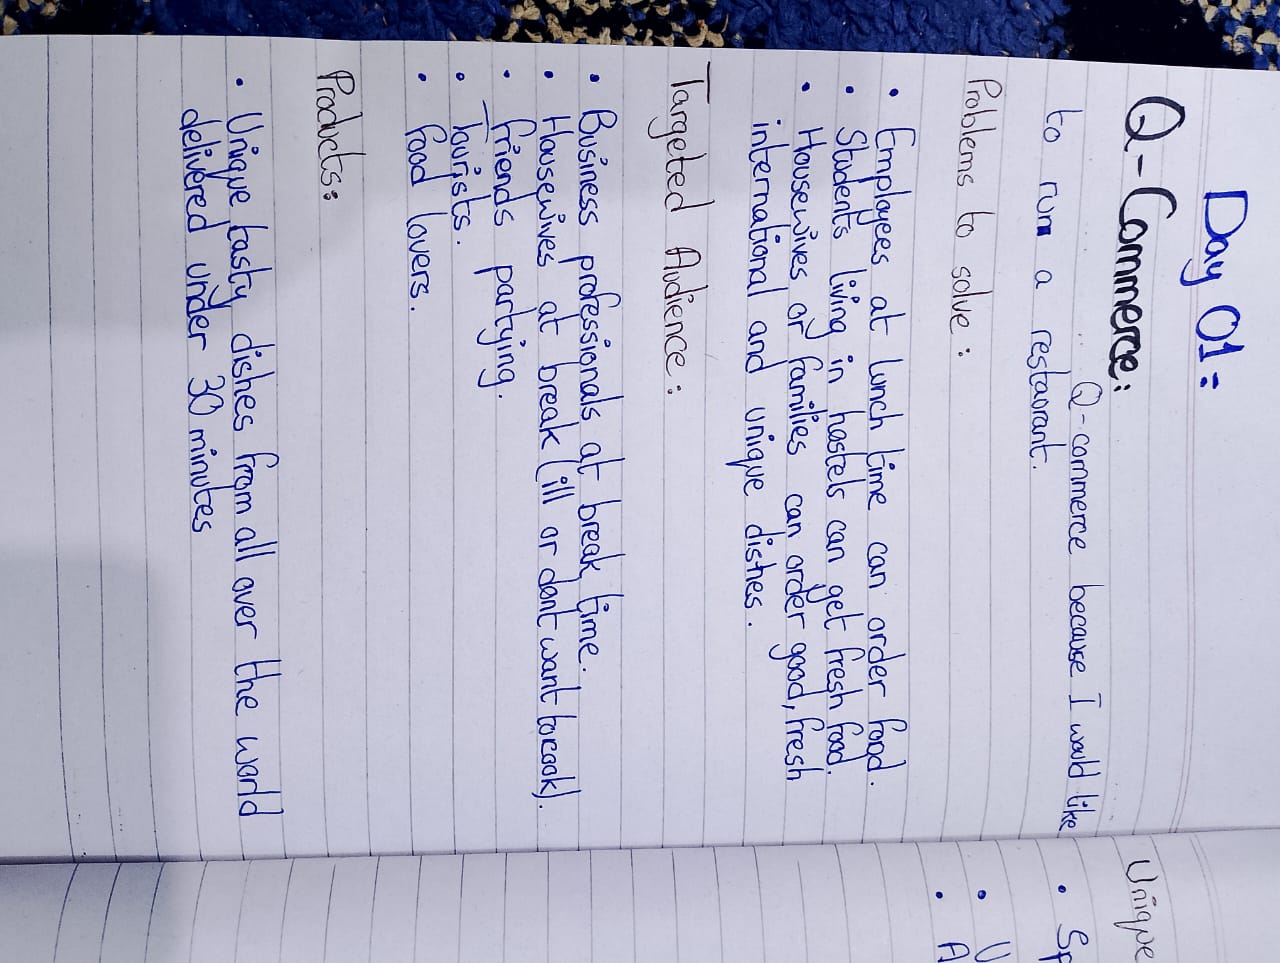 Day 01:
Q-Commerce:
Q-commerce because I would like
to run a restaurant.
Problems to solve:
• Employees at lunch time can order food.
• Students living in hostels can get fresh food.
• Housewives or families can order good, fresh
international and unique dishes.
Targeted Audience:
• Business professionals at break time.
• Housewives at break (ill or dont want to cook).
• Friends partying.
• Tourists.
• Food lovers.
Products:
• Unique tasty dishes from all over the world
delivered under 30 minutes
Unique